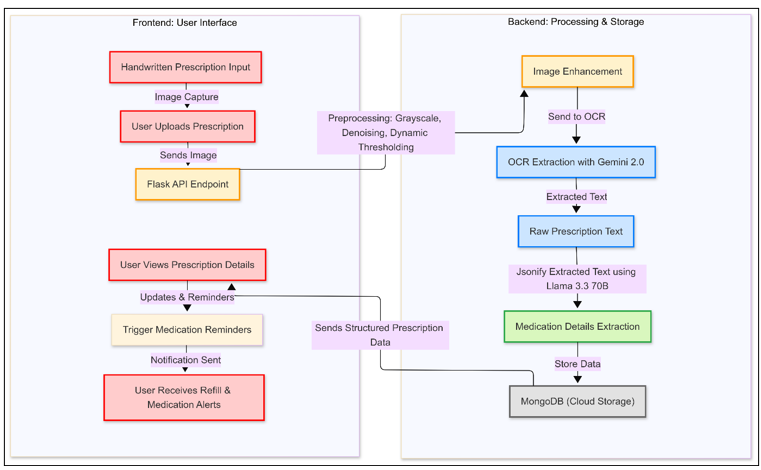 Frontend: User Interface
Handwritten Prescription Input
Image Capture
User Uploads Prescription
Sends Image
Flask API Endpoint
Preprocessing: Grayscale,
Denoising, Dynamic
Thresholding
User Views Prescription Details
Updates & Reminders
Trigger Medication Reminders
Notification Sent
User Receives Refill &
Medication Alerts
Sends Structured Prescription
Data
Backend: Processing & Storage
Image Enhancement
Send to OCR
OCR Extraction with Gemini 2.0
Extracted Text
Raw Prescription Text
Jsonify Extracted Text using
Llama 3.3 70B
Medication Details Extraction
Store Data
MongoDB (Cloud Storage)